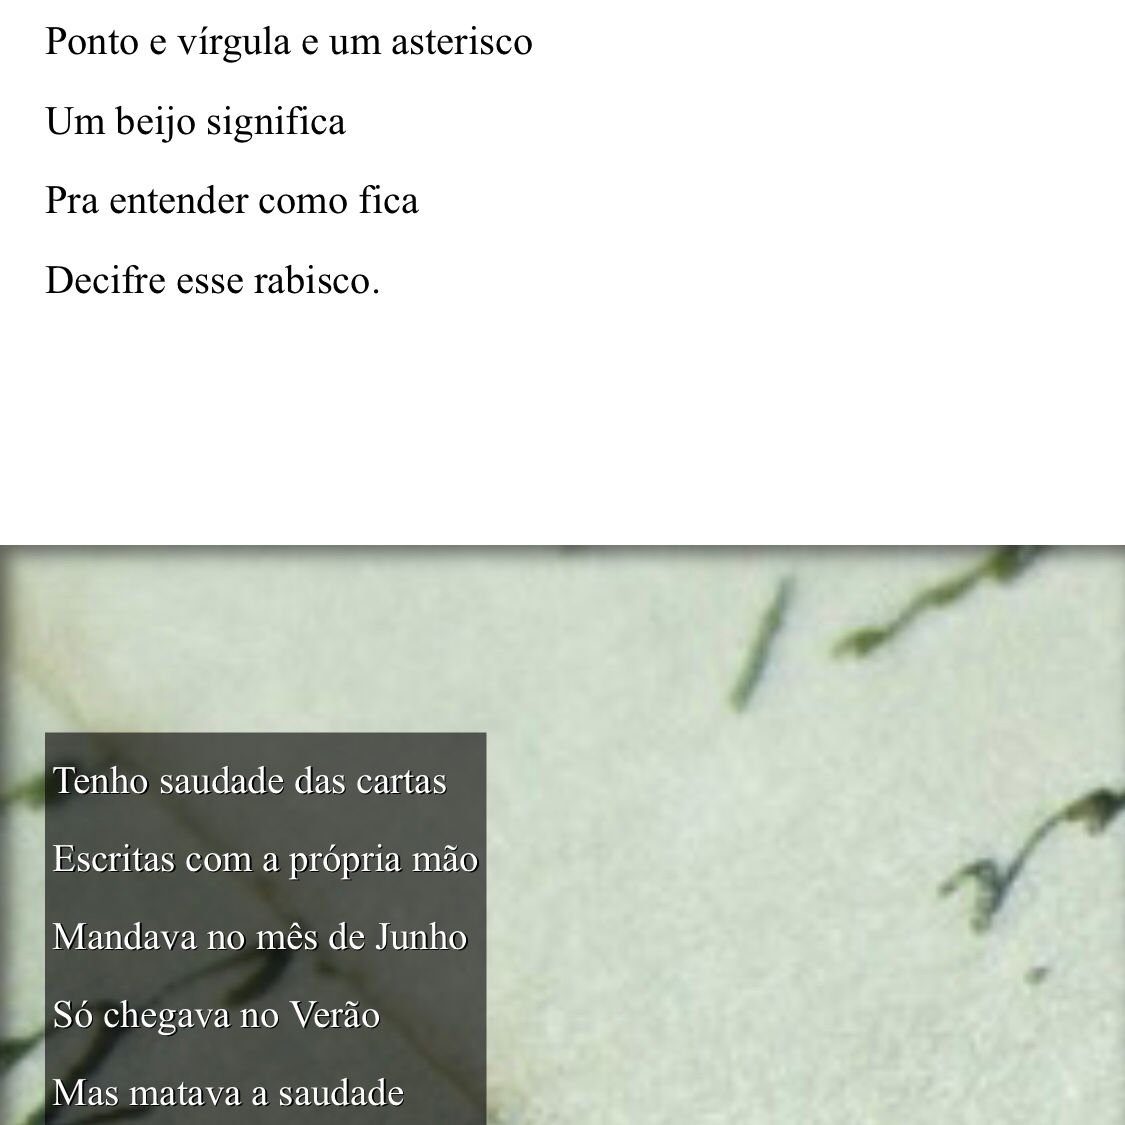 Ponto e vírgula e um asterisco
Um beijo significa
Pra entender como fica
Decifre esse rabisco.
Tenho saudade das cartas
Escritas com a própria mão
Mandava no mês de Junho
Só chegava no Verão
Mas matava a saudade